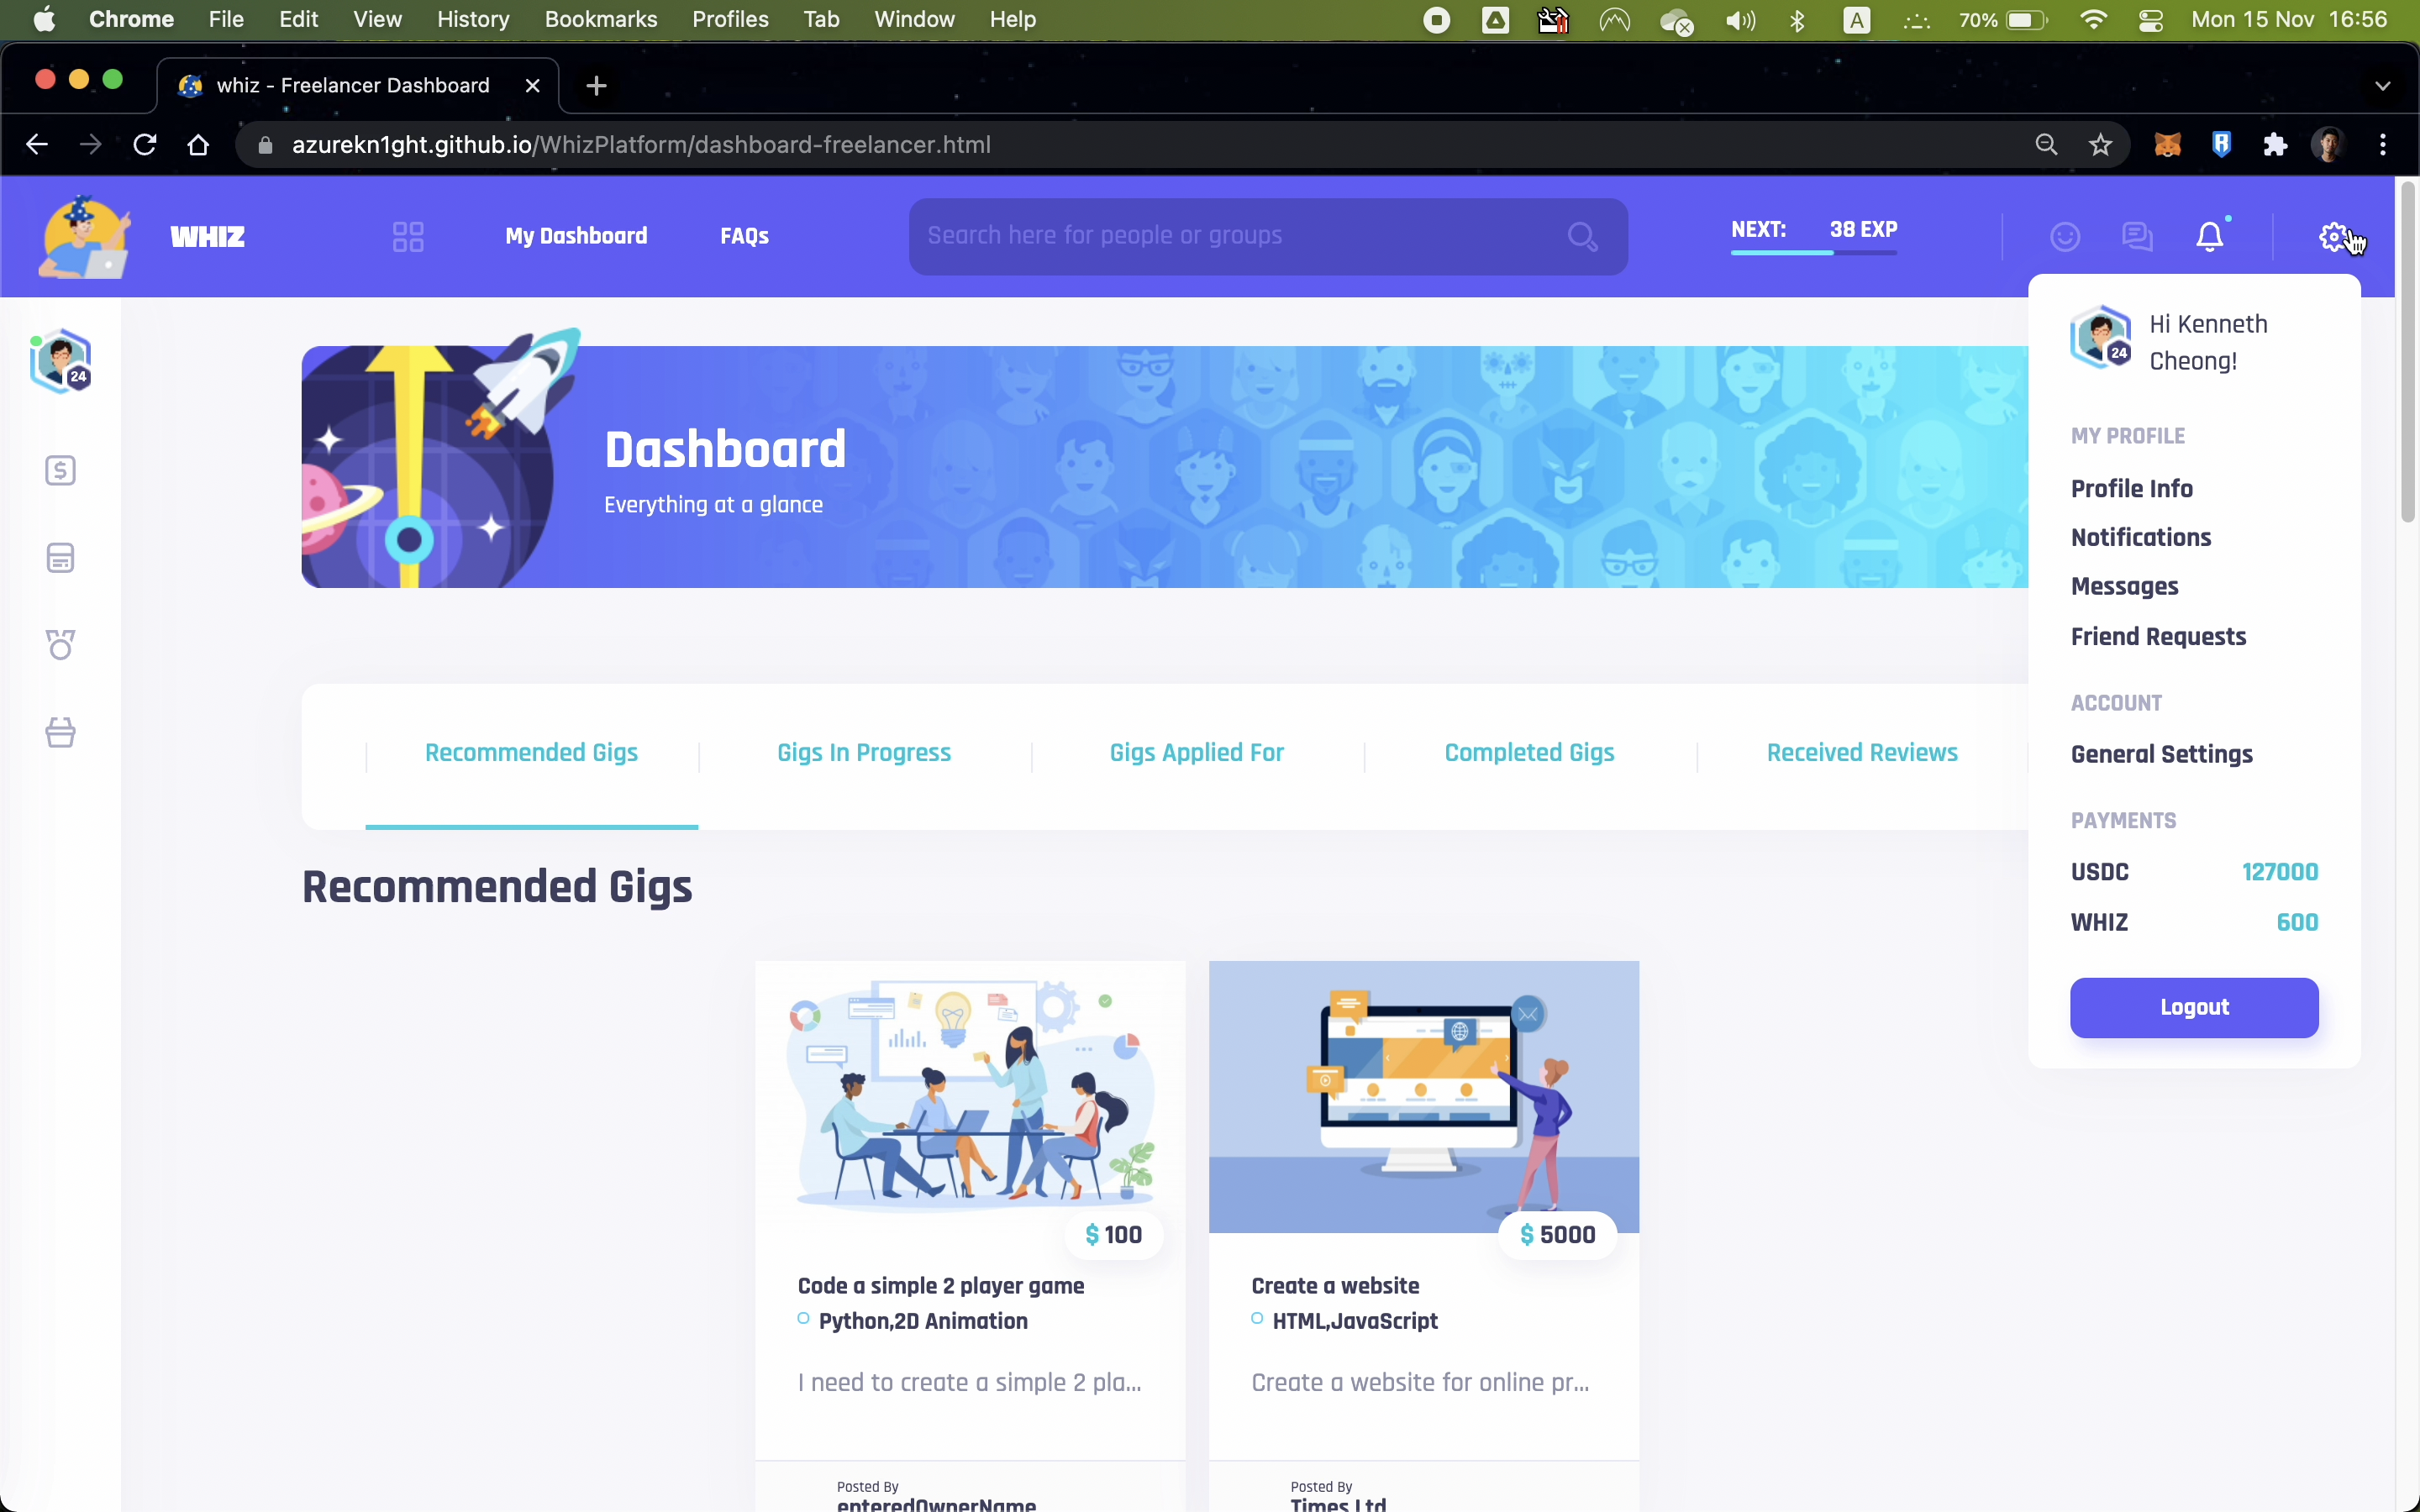 Chrome File Edit View History Bookmarks Profiles Tab Window Help A 70% Mon 15 Nov 16:56
whiz - Freelancer Dashboard
azurekn1ght.github.io/WhizPlatform/dashboard-freelancer.html
WHIZ My Dashboard FAQs Search here for people or groups NEXT: 38 EXP
24
Dashboard
Everything at a glance
Recommended Gigs Gigs In Progress Gigs Applied For Completed Gigs Received Reviews
Recommended Gigs
$ 100
Code a simple 2 player game
Python,2D Animation
I need to create a simple 2 pla...
Posted By
enteredOwnerName
$ 5000
Create a website
HTML,JavaScript
Create a website for online pr...
Posted By
Times Ltd
24
Hi Kenneth
Cheong!
MY PROFILE
Profile Info
Notifications
Messages
Friend Requests
ACCOUNT
General Settings
PAYMENTS
USDC 127000
WHIZ 600
Logout